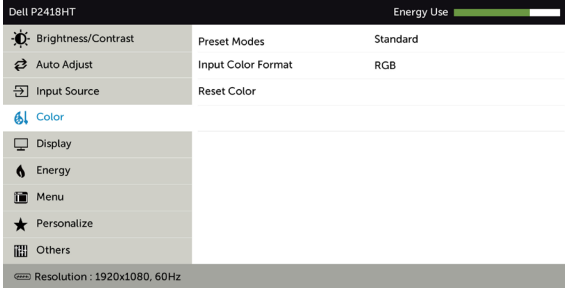 Dell P2418HT Energy Use
Brightness/Contrast
Auto Adjust
Input Source
Color
Display
Energy
Menu
Personalize
Others
Preset Modes Standard
Input Color Format RGB
Reset Color
Resolution : 1920x1080, 60Hz